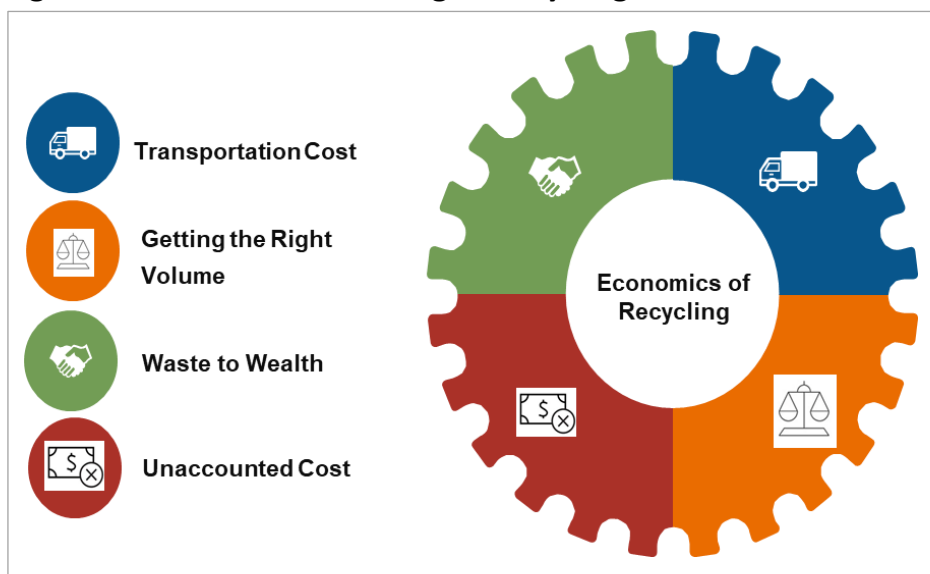 Transportation Cost
Getting the Right
Volume
Waste to Wealth
Unaccounted Cost
Economics of
Recycling